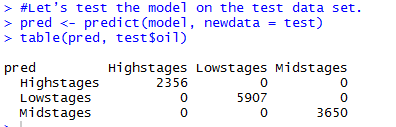 > #Let's test the model on the test data set.
> pred <- predict(model, newdata = test)
> table(pred, test$oil)
pred         Highstages Lowstages Midstages
  Highstages       2356         0         0
  Lowstages           0      5907         0
  Midstages           0         0      3650
>